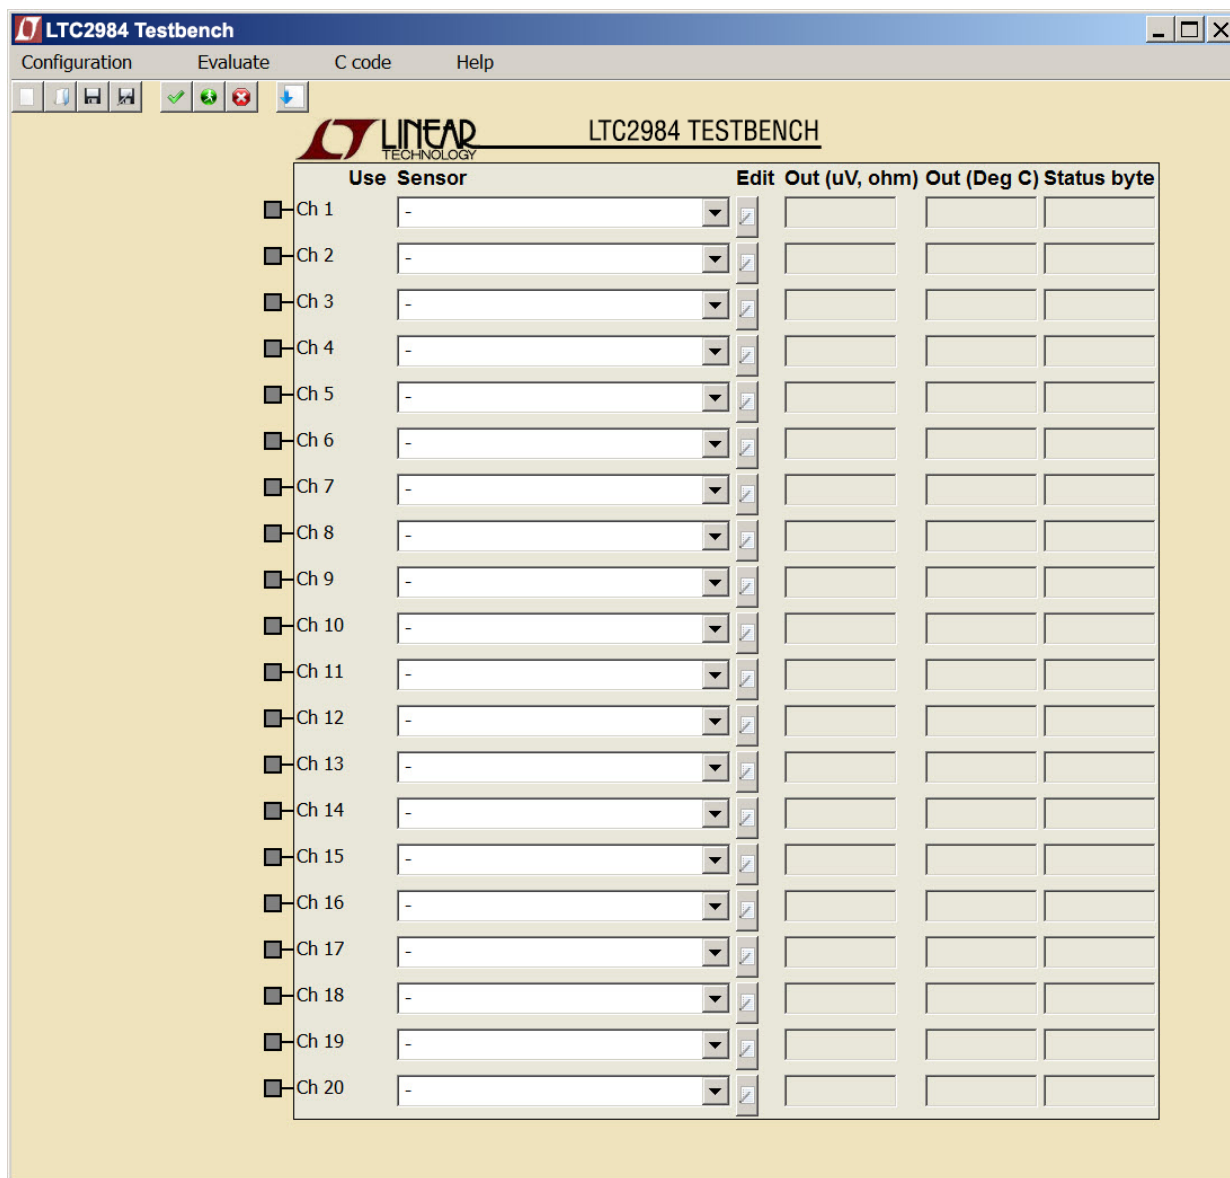 LTC2984 Testbench
Configuration Evaluate C code Help
LINEAR TECHNOLOGY
LTC2984 TESTBENCH
Use Sensor Edit Out (uV, ohm) Out (Deg C) Status byte
Ch 1 -
Ch 2 -
Ch 3 -
Ch 4 -
Ch 5 -
Ch 6 -
Ch 7 -
Ch 8 -
Ch 9 -
Ch 10 -
Ch 11 -
Ch 12 -
Ch 13 -
Ch 14 -
Ch 15 -
Ch 16 -
Ch 17 -
Ch 18 -
Ch 19 -
Ch 20 -